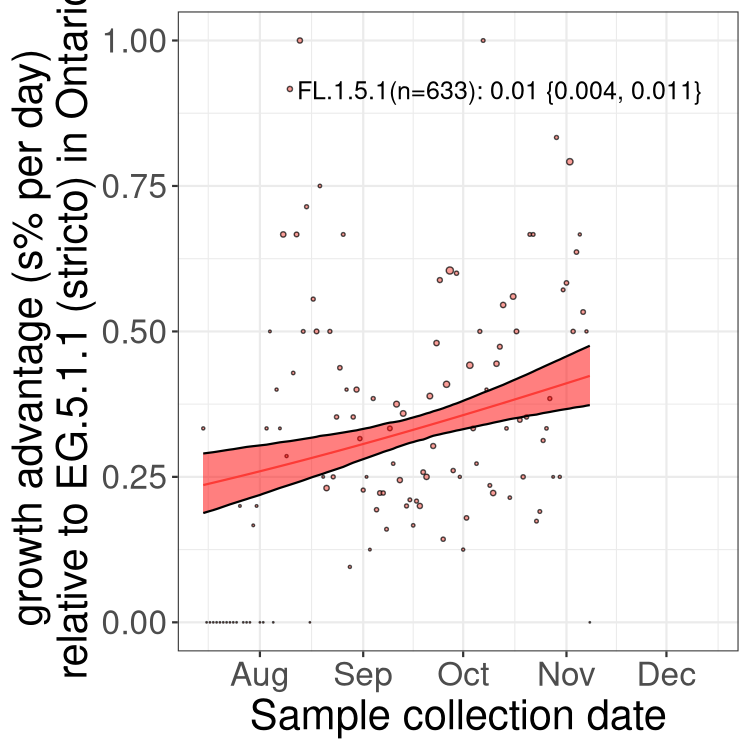 growth advantage (s% per day)
relative to EG.5.1.1 (stricto) in Ontario
1.00
0.75
0.50
0.25
0.00
FL.1.5.1(n=633): 0.01 {0.004, 0.011}
Aug Sep Oct Nov Dec
Sample collection date